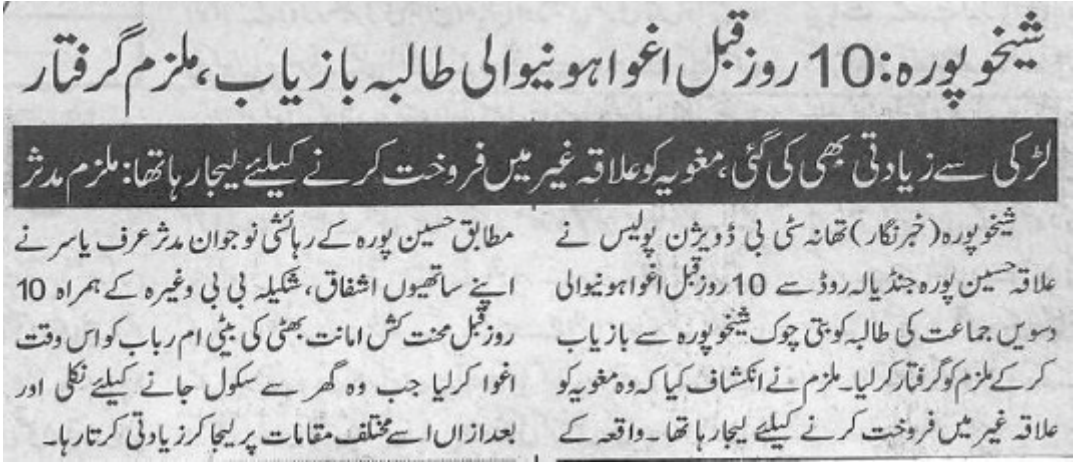 شیخوپورہ: 10 روز قبل اغوا ہونیوالی طالبہ بازیاب، ملزم گرفتار
لڑکی سے زیادتی بھی کی گئی، مغویہ کو علاقہ غیر میں فروخت کرنے کیلئے لیجا رہا تھا: ملزم مدثر
شیخوپورہ (خبر نگار) تھانہ سٹی بی ڈویژن پولیس نے
علاقہ حسین پورہ جنڈیالہ روڈ سے 10 روز قبل اغوا ہونیوالی
دسویں جماعت کی طالبہ کو بتی چوک شیخوپورہ سے بازیاب
کر کے ملزم کو گرفتار کر لیا۔ ملزم نے انکشاف کیا کہ وہ مغویہ کو
علاقہ غیر میں فروخت کرنے کیلئے لیجا رہا تھا۔ واقعہ کے
مطابق حسین پورہ کے رہائشی نوجوان مدثر عرف یاسر نے
اپنے ساتھیوں اشفاق، شکیلہ بی بی وغیرہ کے ہمراہ 10
روز قبل محنت کش امانت بھٹی کی بیٹی ام رباب کو اس وقت
اغوا کرلیا جب وہ گھر سے سکول جانے کیلئے نکلی اور
بعدازاں اسے مختلف مقامات پر لیجا کر زیادتی کرتا رہا۔